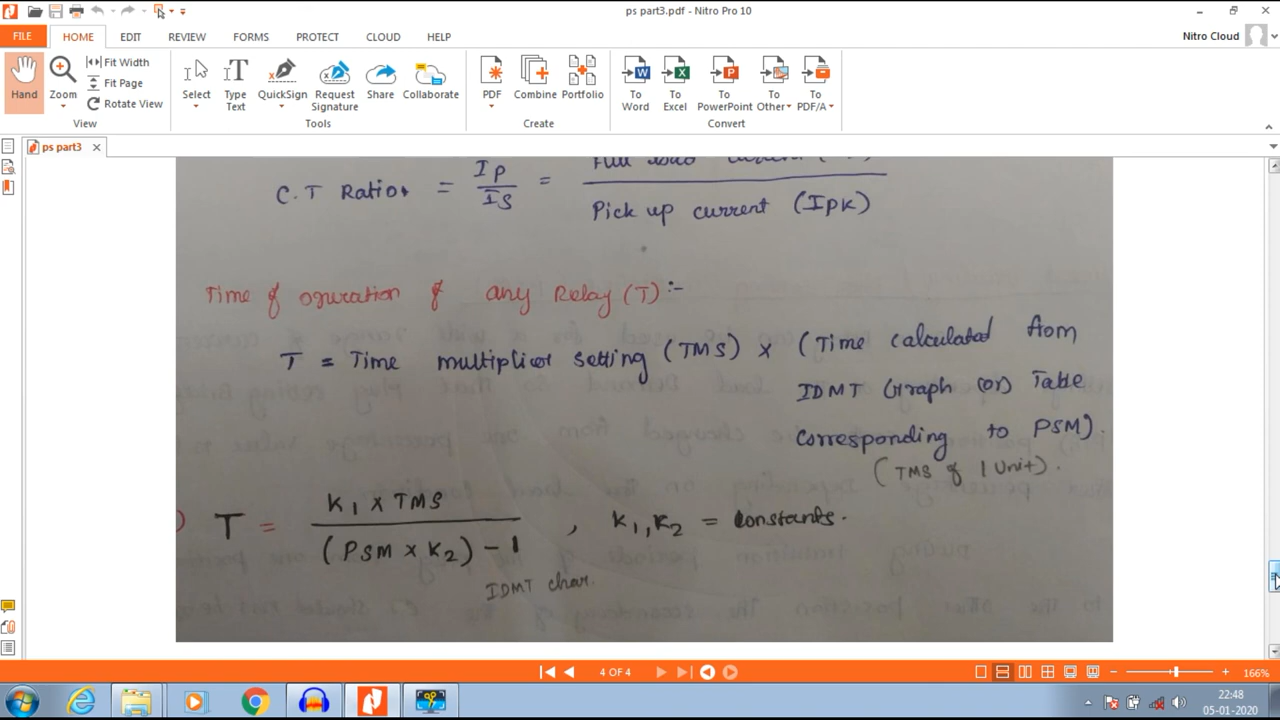 ps part3.pdf - Nitro Pro 10
FILE HOME EDIT REVIEW FORMS PROTECT CLOUD HELP Nitro Cloud
Hand Zoom Fit Width Fit Page Rotate View
Select Type Text QuickSign Request Signature Share Collaborate
PDF Combine Portfolio To Word To Excel To PowerPoint To Other To PDF/A
View Tools Create Convert
ps part3
C.T Ratio = IP/IS = Full load current
Pick up current (IPK)
Time of operation of any Relay (T) :-
T = Time multiplier setting (TMS) x (Time calculated from
IDMT Graph (or) Table
corresponding to PSM).
(TMS of 1 Unit).
) T = K1 x TMS
(PSM x K2) - 1 , K1, K2 = constants.
IDMT char.
4 OF 4 166%
22:48
05-01-2020